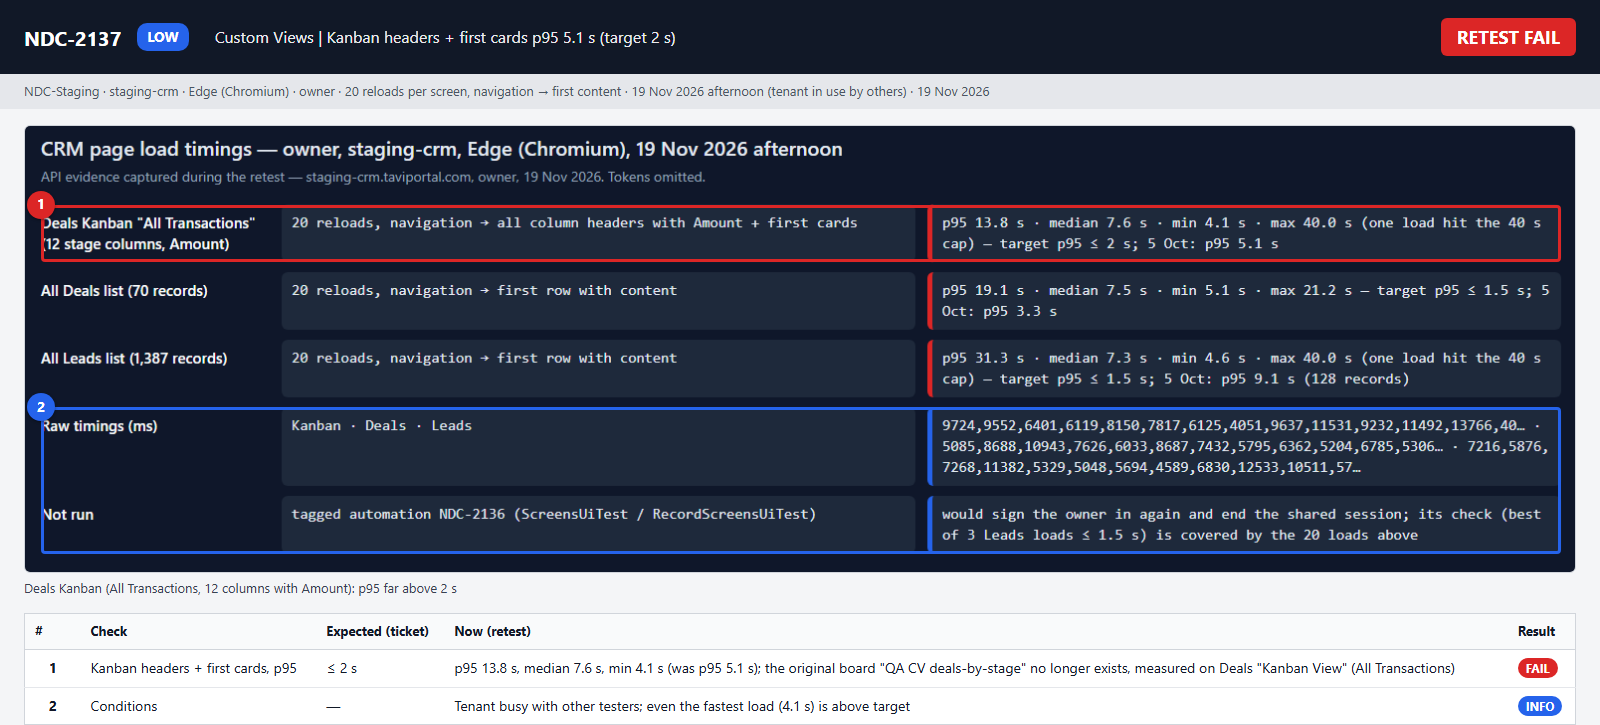 NDC-2137 LOW Custom Views | Kanban headers + first cards p95 5.1 s (target 2 s) RETEST FAIL
NDC-Staging · staging-crm · Edge (Chromium) · owner · 20 reloads per screen, navigation → first content · 19 Nov 2026 afternoon (tenant in use by others) · 19 Nov 2026
CRM page load timings — owner, staging-crm, Edge (Chromium), 19 Nov 2026 afternoon
API evidence captured during the retest — staging-crm.taviportal.com, owner, 19 Nov 2026. Tokens omitted.
1
Deals Kanban "All Transactions"
(12 stage columns, Amount)
20 reloads, navigation → all column headers with Amount + first cards
p95 13.8 s · median 7.6 s · min 4.1 s · max 40.0 s (one load hit the 40 s
cap) — target p95 ≤ 2 s; 5 Oct: p95 5.1 s
All Deals list (70 records)
20 reloads, navigation → first row with content
p95 19.1 s · median 7.5 s · min 5.1 s · max 21.2 s — target p95 ≤ 1.5 s; 5
Oct: p95 3.3 s
All Leads list (1,387 records)
20 reloads, navigation → first row with content
p95 31.3 s · median 7.3 s · min 4.6 s · max 40.0 s (one load hit the 40 s
cap) — target p95 ≤ 1.5 s; 5 Oct: p95 9.1 s (128 records)
2
Raw timings (ms)
Kanban · Deals · Leads
9724,9552,6401,6119,8150,7817,6125,4051,9637,11531,9232,11492,13766,40… ·
5085,8688,10943,7626,6033,8687,7432,5795,6362,5204,6785,5306… · 7216,5876,
7268,11382,5329,5048,5694,4589,6830,12533,10511,57…
Not run
tagged automation NDC-2136 (ScreensUiTest / RecordScreensUiTest)
would sign the owner in again and end the shared session; its check (best
of 3 Leads loads ≤ 1.5 s) is covered by the 20 loads above
Deals Kanban (All Transactions, 12 columns with Amount): p95 far above 2 s
# Check Expected (ticket) Now (retest) Result
1 Kanban headers + first cards, p95 ≤ 2 s p95 13.8 s, median 7.6 s, min 4.1 s (was p95 5.1 s); the original board "QA CV deals-by-stage" no longer exists, measured on Deals "Kanban View" (All Transactions) FAIL
2 Conditions — Tenant busy with other testers; even the fastest load (4.1 s) is above target INFO